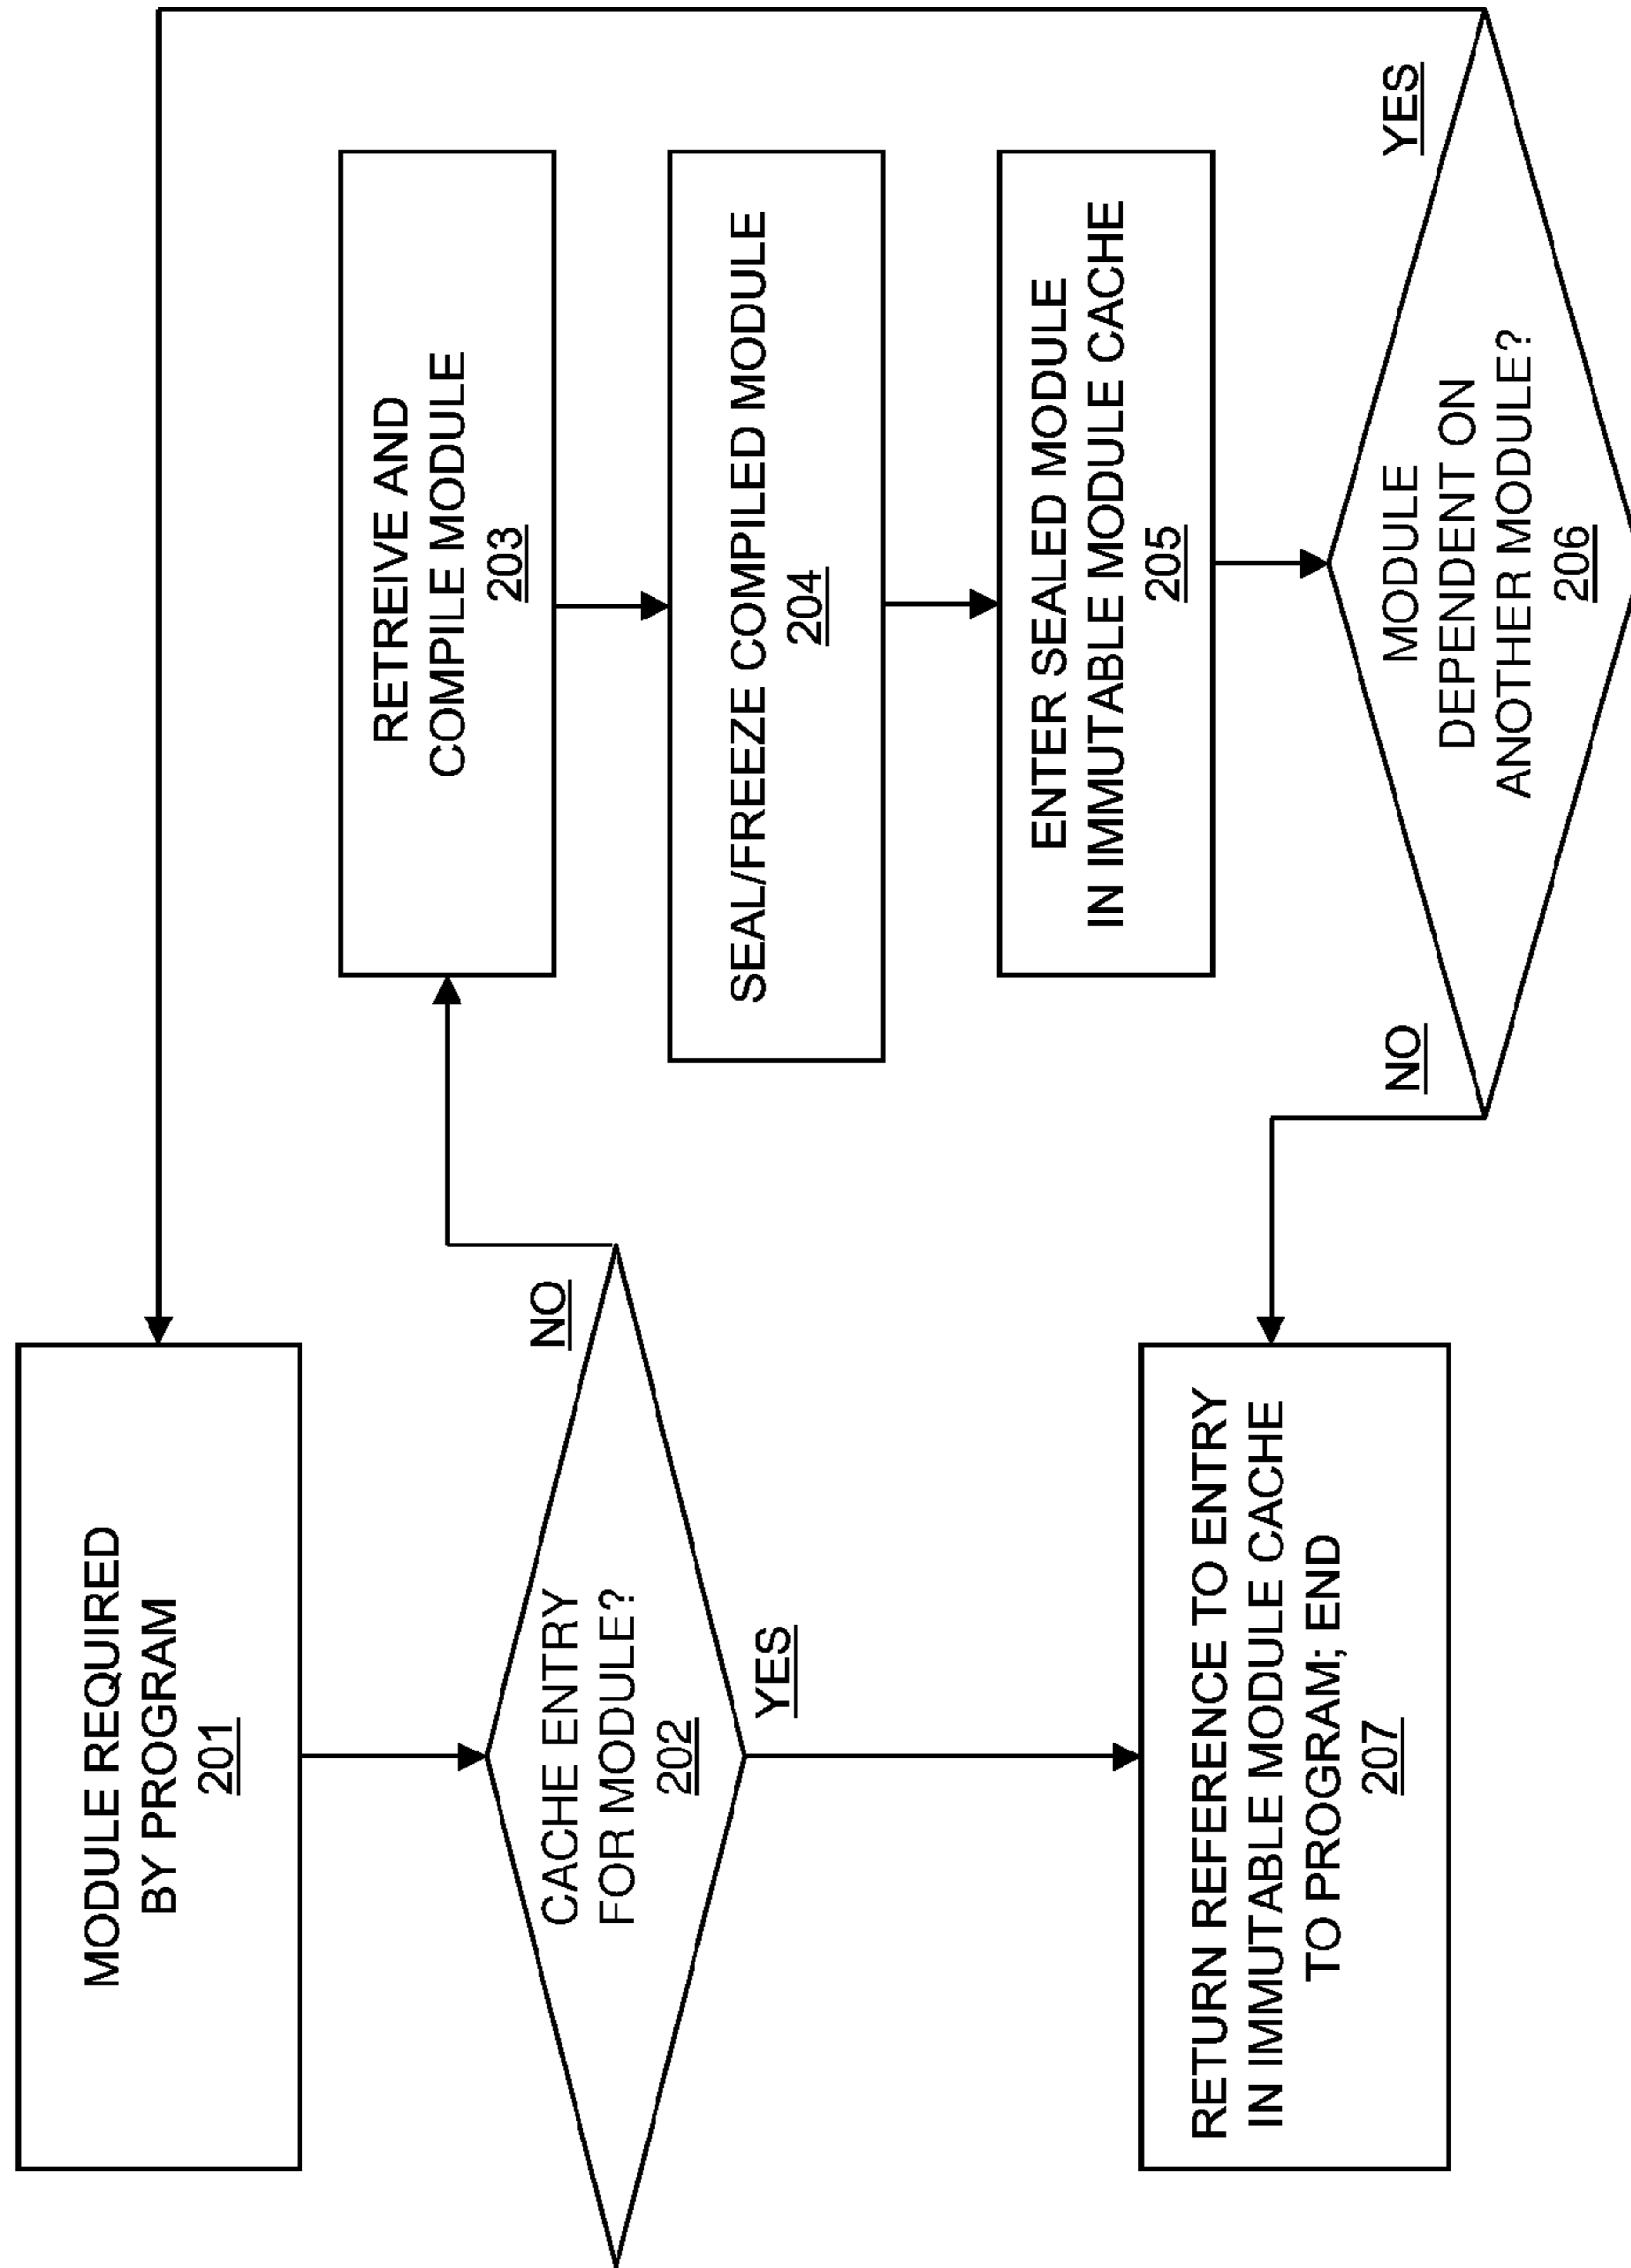 MODULE REQUIRED
BY PROGRAM
201
CACHE ENTRY
FOR MODULE?
202
NO
YES
RETREIVE AND
COMPILE MODULE
203
SEAL/FREEZE COMPILED MODULE
204
ENTER SEALED MODULE
IN IMMUTABLE MODULE CACHE
205
MODULE
DEPENDENT ON
ANOTHER MODULE?
206
YES
NO
RETURN REFERENCE TO ENTRY
IN IMMUTABLE MODULE CACHE
TO PROGRAM; END
207